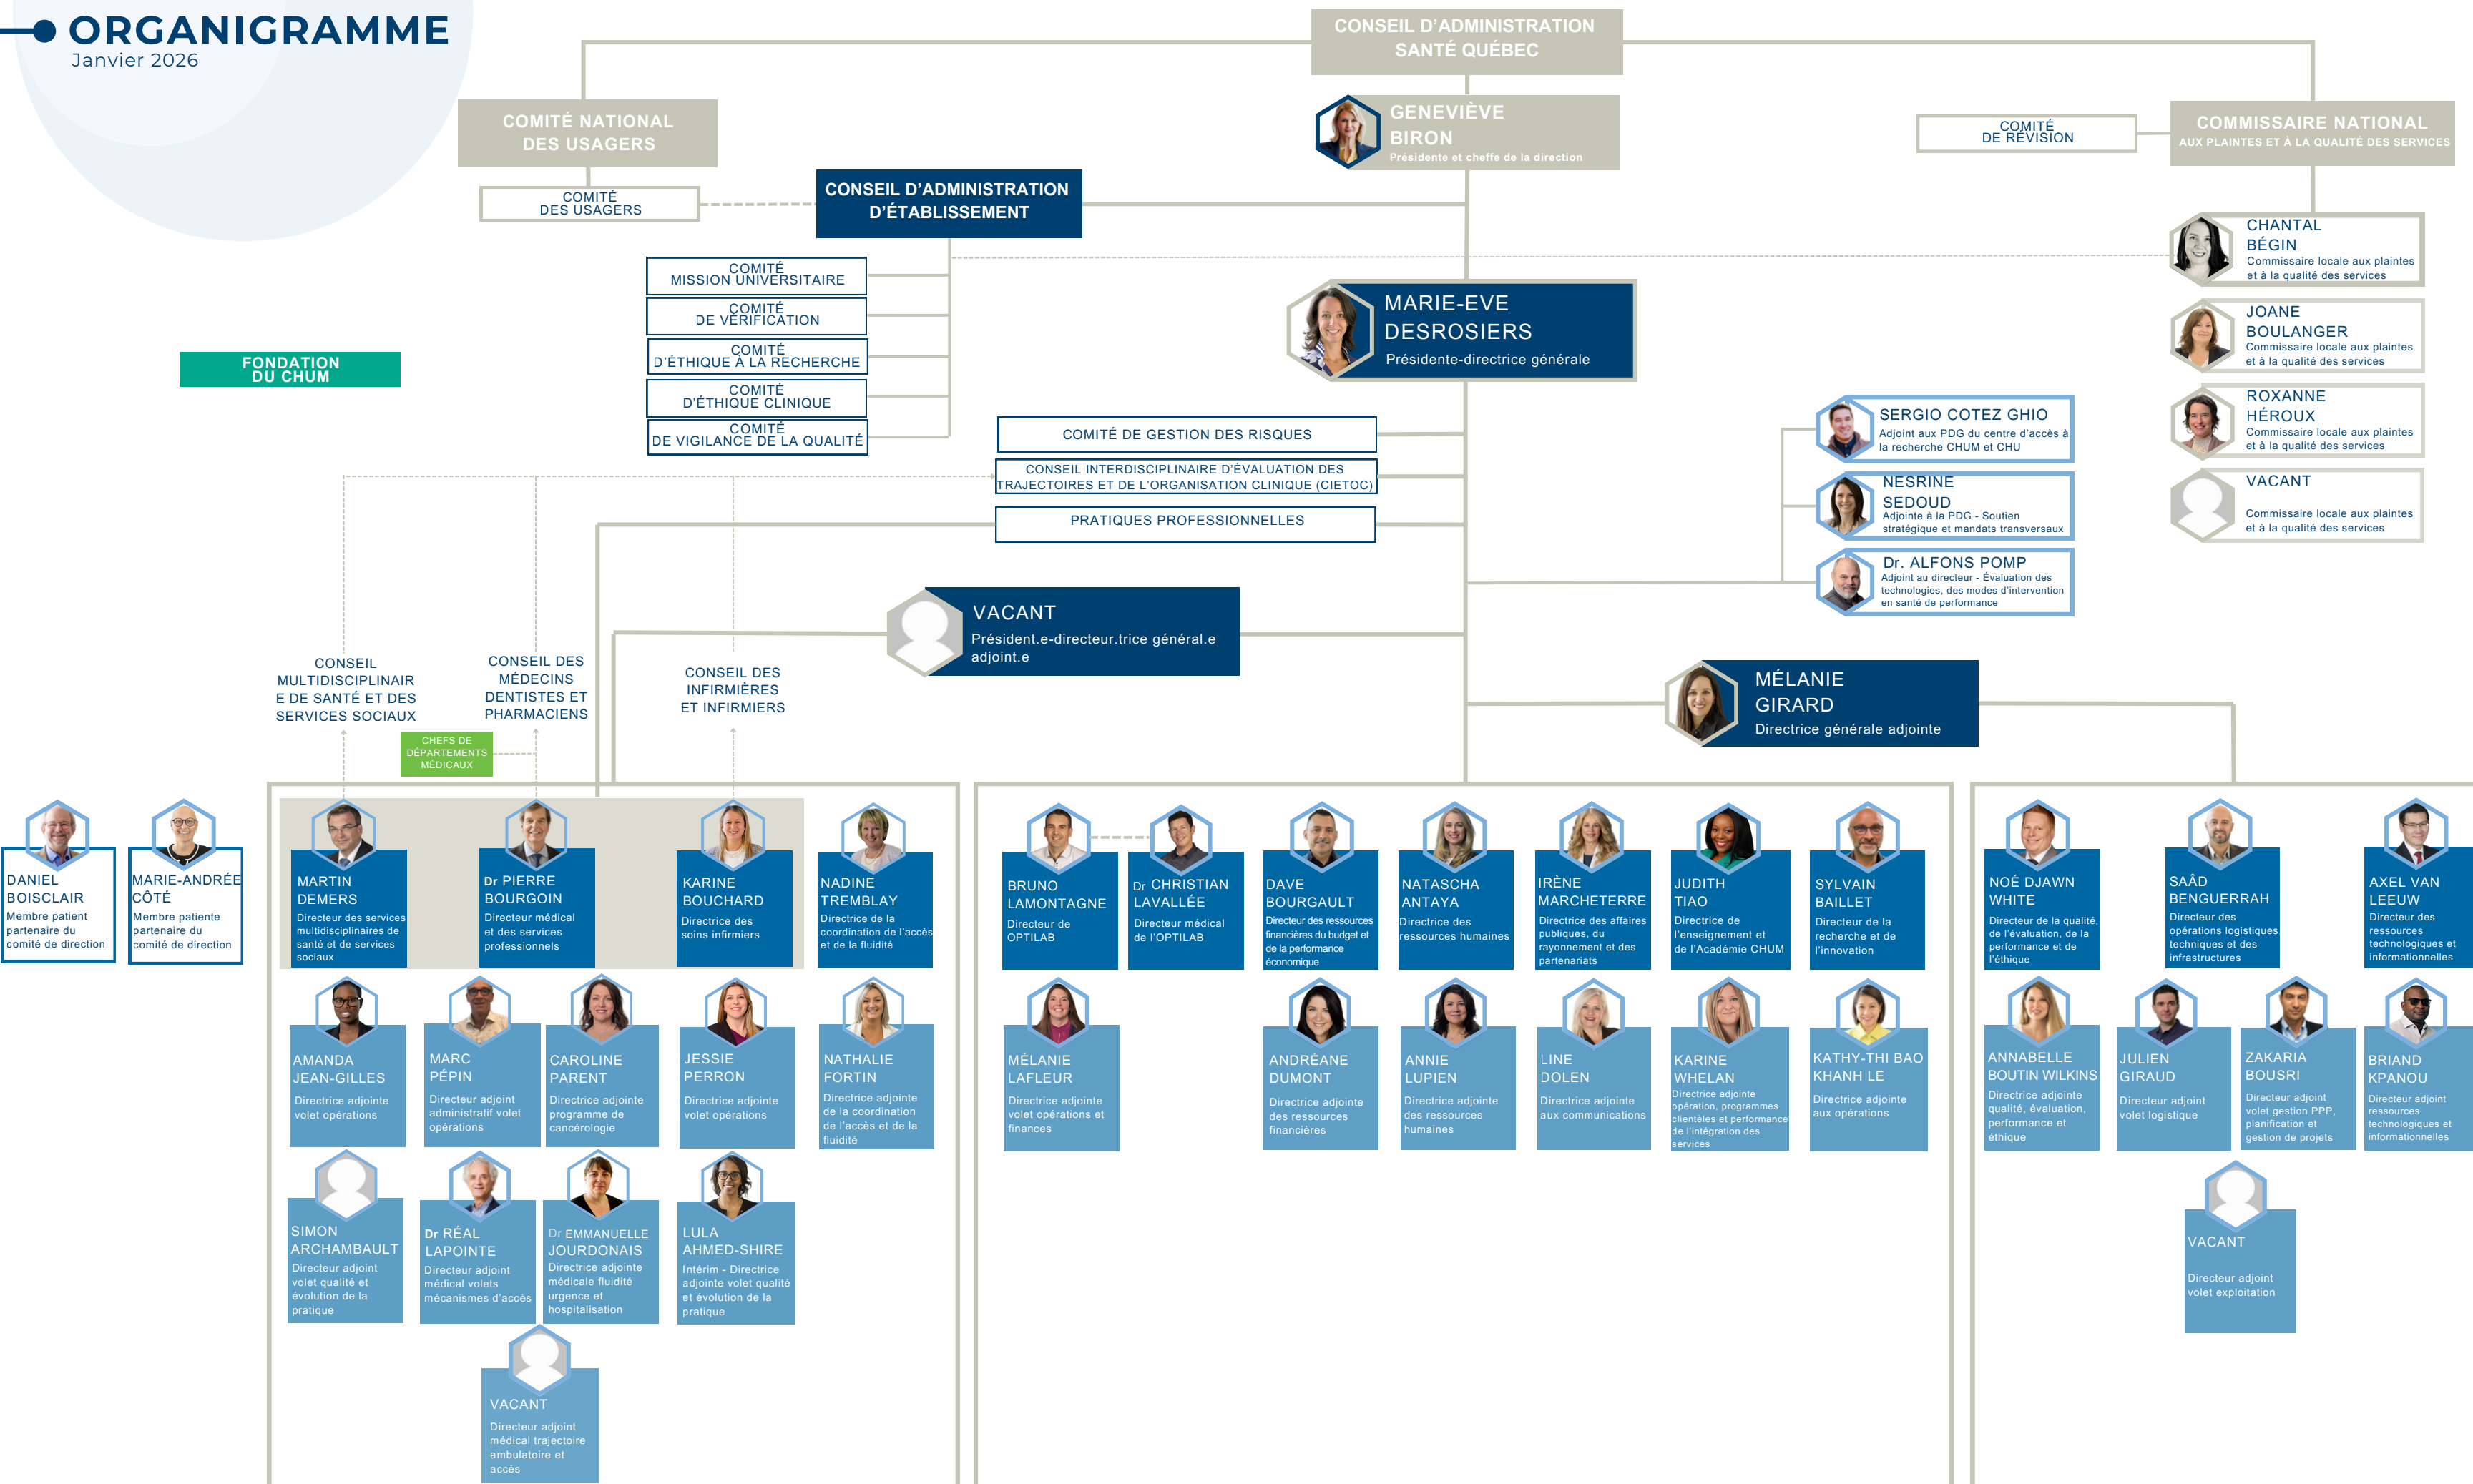 ORGANIGRAMME
Janvier 2026
CONSEIL D'ADMINISTRATION
SANTÉ QUÉBEC
GENEVIÈVE
BIRON
Présidente et cheffe de la direction
COMITÉ NATIONAL
DES USAGERS
COMITÉ
DES USAGERS
COMITÉ
DE RÉVISION
COMMISSAIRE NATIONAL
AUX PLAINTES ET À LA QUALITÉ DES SERVICES
CONSEIL D'ADMINISTRATION
D'ÉTABLISSEMENT
COMITÉ
MISSION UNIVERSITAIRE
COMITÉ
DE VÉRIFICATION
COMITÉ
D'ÉTHIQUE À LA RECHERCHE
COMITÉ
D'ÉTHIQUE CLINIQUE
COMITÉ
DE VIGILANCE DE LA QUALITÉ
FONDATION
DU CHUM
MARIE-EVE
DESROSIERS
Présidente-directrice générale
CHANTAL
BÉGIN
Commissaire locale aux plaintes
et à la qualité des services
JOANE
BOULANGER
Commissaire locale aux plaintes
et à la qualité des services
ROXANNE
HÉROUX
Commissaire locale aux plaintes
et à la qualité des services
VACANT
Commissaire locale aux plaintes
et à la qualité des services
COMITÉ DE GESTION DES RISQUES
CONSEIL INTERDISCIPLINAIRE D'ÉVALUATION DES
TRAJECTOIRES ET DE L'ORGANISATION CLINIQUE (CIETOC)
PRATIQUES PROFESSIONNELLES
SERGIO COTEZ GHIO
Adjoint aux PDG du centre d'accès à
la recherche CHUM et CHU
NESRINE
SEDOUD
Adjointe à la PDG - Soutien
stratégique et mandats transversaux
Dr. ALFONS POMP
Adjoint au directeur - Évaluation des
technologies, des modes d'intervention
en santé de performance
VACANT
Président.e-directeur.trice général.e
adjoint.e
MÉLANIE
GIRARD
Directrice générale adjointe
CONSEIL
MULTIDISCIPLINAIR
E DE SANTÉ ET DES
SERVICES SOCIAUX
CONSEIL DES
MÉDECINS
DENTISTES ET
PHARMACIENS
CONSEIL DES
INFIRMIÈRES
ET INFIRMIERS
CHEFS DE
DÉPARTEMENTS
MÉDICAUX
DANIEL
BOISCLAIR
Membre patient
partenaire du
comité de direction
MARIE-ANDRÉE
CÔTÉ
Membre patiente
partenaire du
comité de direction
MARTIN
DEMERS
Directeur des services
multidisciplinaires de
santé et de services
sociaux
Dr PIERRE
BOURGOIN
Directeur médical
et des services
professionnels
KARINE
BOUCHARD
Directrice des
soins infirmiers
NADINE
TREMBLAY
Directrice de la
coordination de l'accès
et de la fluidité
BRUNO
LAMONTAGNE
Directeur de
OPTILAB
Dr CHRISTIAN
LAVALLÉE
Directeur médical
de l'OPTILAB
DAVE
BOURGAULT
Directeur des ressources
financières du budget et
de la performance
économique
NATASCHA
ANTAYA
Directrice des
ressources humaines
IRÈNE
MARCHETERRE
Directrice des affaires
publiques, du
rayonnement et des
partenariats
JUDITH
TIAO
Directrice de
l'enseignement et
de l'Académie CHUM
SYLVAIN
BAILLET
Directeur de la
recherche et de
l'innovation
NOÉ DJAWN
WHITE
Directeur de la qualité,
de l'évaluation, de la
performance et de
l'éthique
SAÂD
BENGUERRAH
Directeur des
opérations logistiques
techniques et des
infrastructures
AXEL VAN
LEEUW
Directeur des
ressources
technologiques et
informationnelles
AMANDA
JEAN-GILLES
Directrice adjointe
volet opérations
MARC
PÉPIN
Directeur adjoint
administratif volet
opérations
CAROLINE
PARENT
Directrice adjointe
programme de
cancérologie
JESSIE
PERRON
Directrice adjointe
volet opérations
NATHALIE
FORTIN
Directrice adjointe
de la coordination
de l'accès et de la
fluidité
MÉLANIE
LAFLEUR
Directrice adjointe
volet opérations et
finances
ANDRÉANE
DUMONT
Directrice adjointe
des ressources
financières
ANNIE
LUPIEN
Directrice adjointe
des ressources
humaines
LINE
DOLEN
Directrice adjointe
aux communications
KARINE
WHELAN
Directrice adjointe
opération, programmes
clientèles et performance
de l'intégration des
services
KATHY-THI BAO
KHANH LE
Directrice adjointe
aux opérations
ANNABELLE
BOUTIN WILKINS
Directrice adjointe
qualité, évaluation,
performance et
éthique
JULIEN
GIRAUD
Directeur adjoint
volet logistique
ZAKARIA
BOUSRI
Directeur adjoint
volet gestion PPP,
planification et
gestion de projets
BRIAND
KPANOU
Directeur adjoint
ressources
technologiques et
informationnelles
SIMON
ARCHAMBAULT
Directeur adjoint
volet qualité et
évolution de la
pratique
Dr RÉAL
LAPOINTE
Directeur adjoint
médical volets
mécanismes d'accès
Dr EMMANUELLE
JOURDONAIS
Directrice adjointe
médicale fluidité
urgence et
hospitalisation
LULA
AHMED-SHIRE
Intérim - Directrice
adjointe volet qualité
et évolution de la
pratique
VACANT
Directeur adjoint
volet exploitation
VACANT
Directeur adjoint
médical trajectoire
ambulatoire et
accès